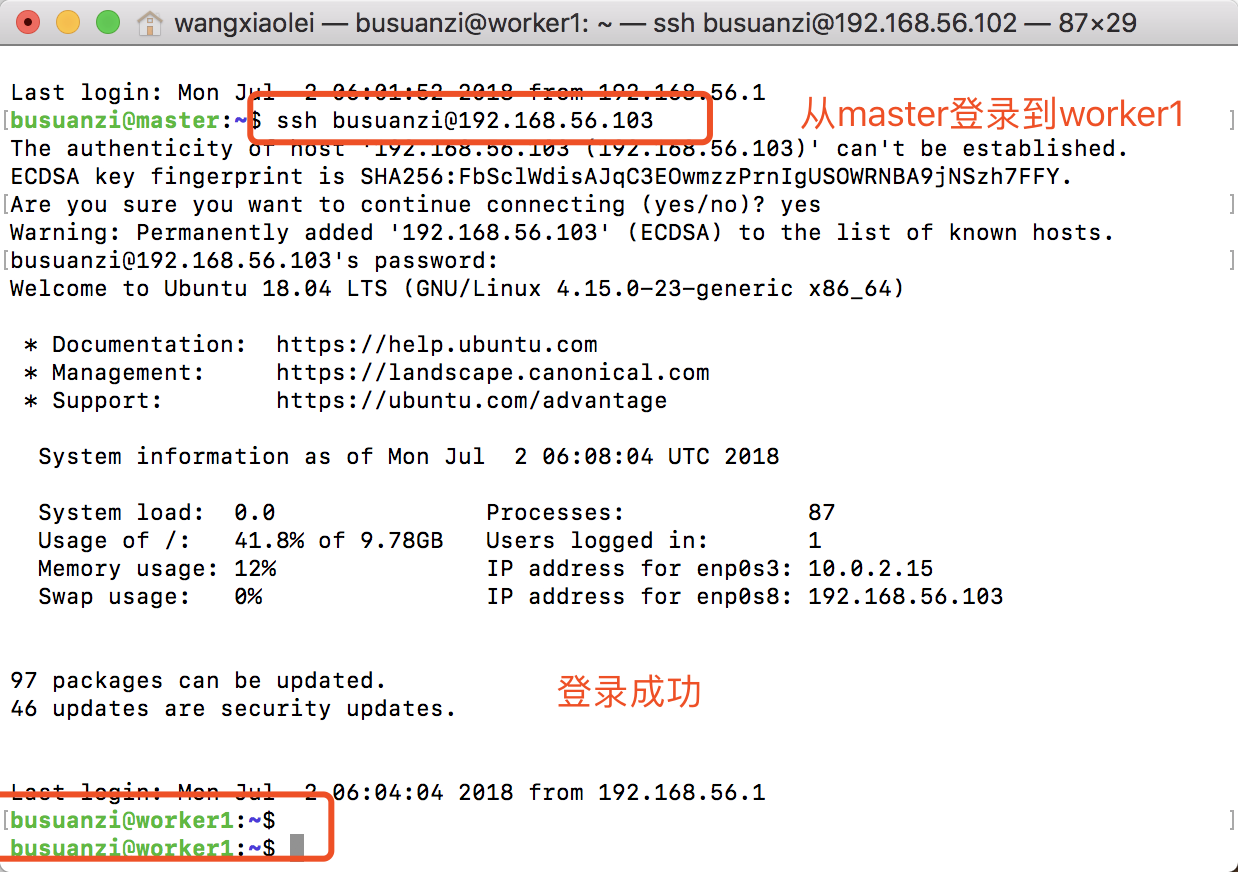 wangxiaolei — busuanzi@worker1: ~ — ssh busuanzi@192.168.56.102 — 87×29
Last login: Mon Jul  2 06:01:52 2018 from 192.168.56.1
busuanzi@master:~$ ssh busuanzi@192.168.56.103
从master登录到worker1
The authenticity of host '192.168.56.103 (192.168.56.103)' can't be established.
ECDSA key fingerprint is SHA256:FbSclWdisAJqC3EOwmzzPrnIgUSOWRNBA9jNSzh7FFY.
Are you sure you want to continue connecting (yes/no)? yes
Warning: Permanently added '192.168.56.103' (ECDSA) to the list of known hosts.
busuanzi@192.168.56.103's password:
Welcome to Ubuntu 18.04 LTS (GNU/Linux 4.15.0-23-generic x86_64)
* Documentation:  https://help.ubuntu.com
* Management:     https://landscape.canonical.com
* Support:        https://ubuntu.com/advantage
System information as of Mon Jul  2 06:08:04 UTC 2018
System load:  0.0               Processes:             87
Usage of /:   41.8% of 9.78GB   Users logged in:       1
Memory usage: 12%               IP address for enp0s3: 10.0.2.15
Swap usage:   0%                IP address for enp0s8: 192.168.56.103
97 packages can be updated.
46 updates are security updates.
登录成功
Last login: Mon Jul  2 06:04:04 2018 from 192.168.56.1
busuanzi@worker1:~$
busuanzi@worker1:~$